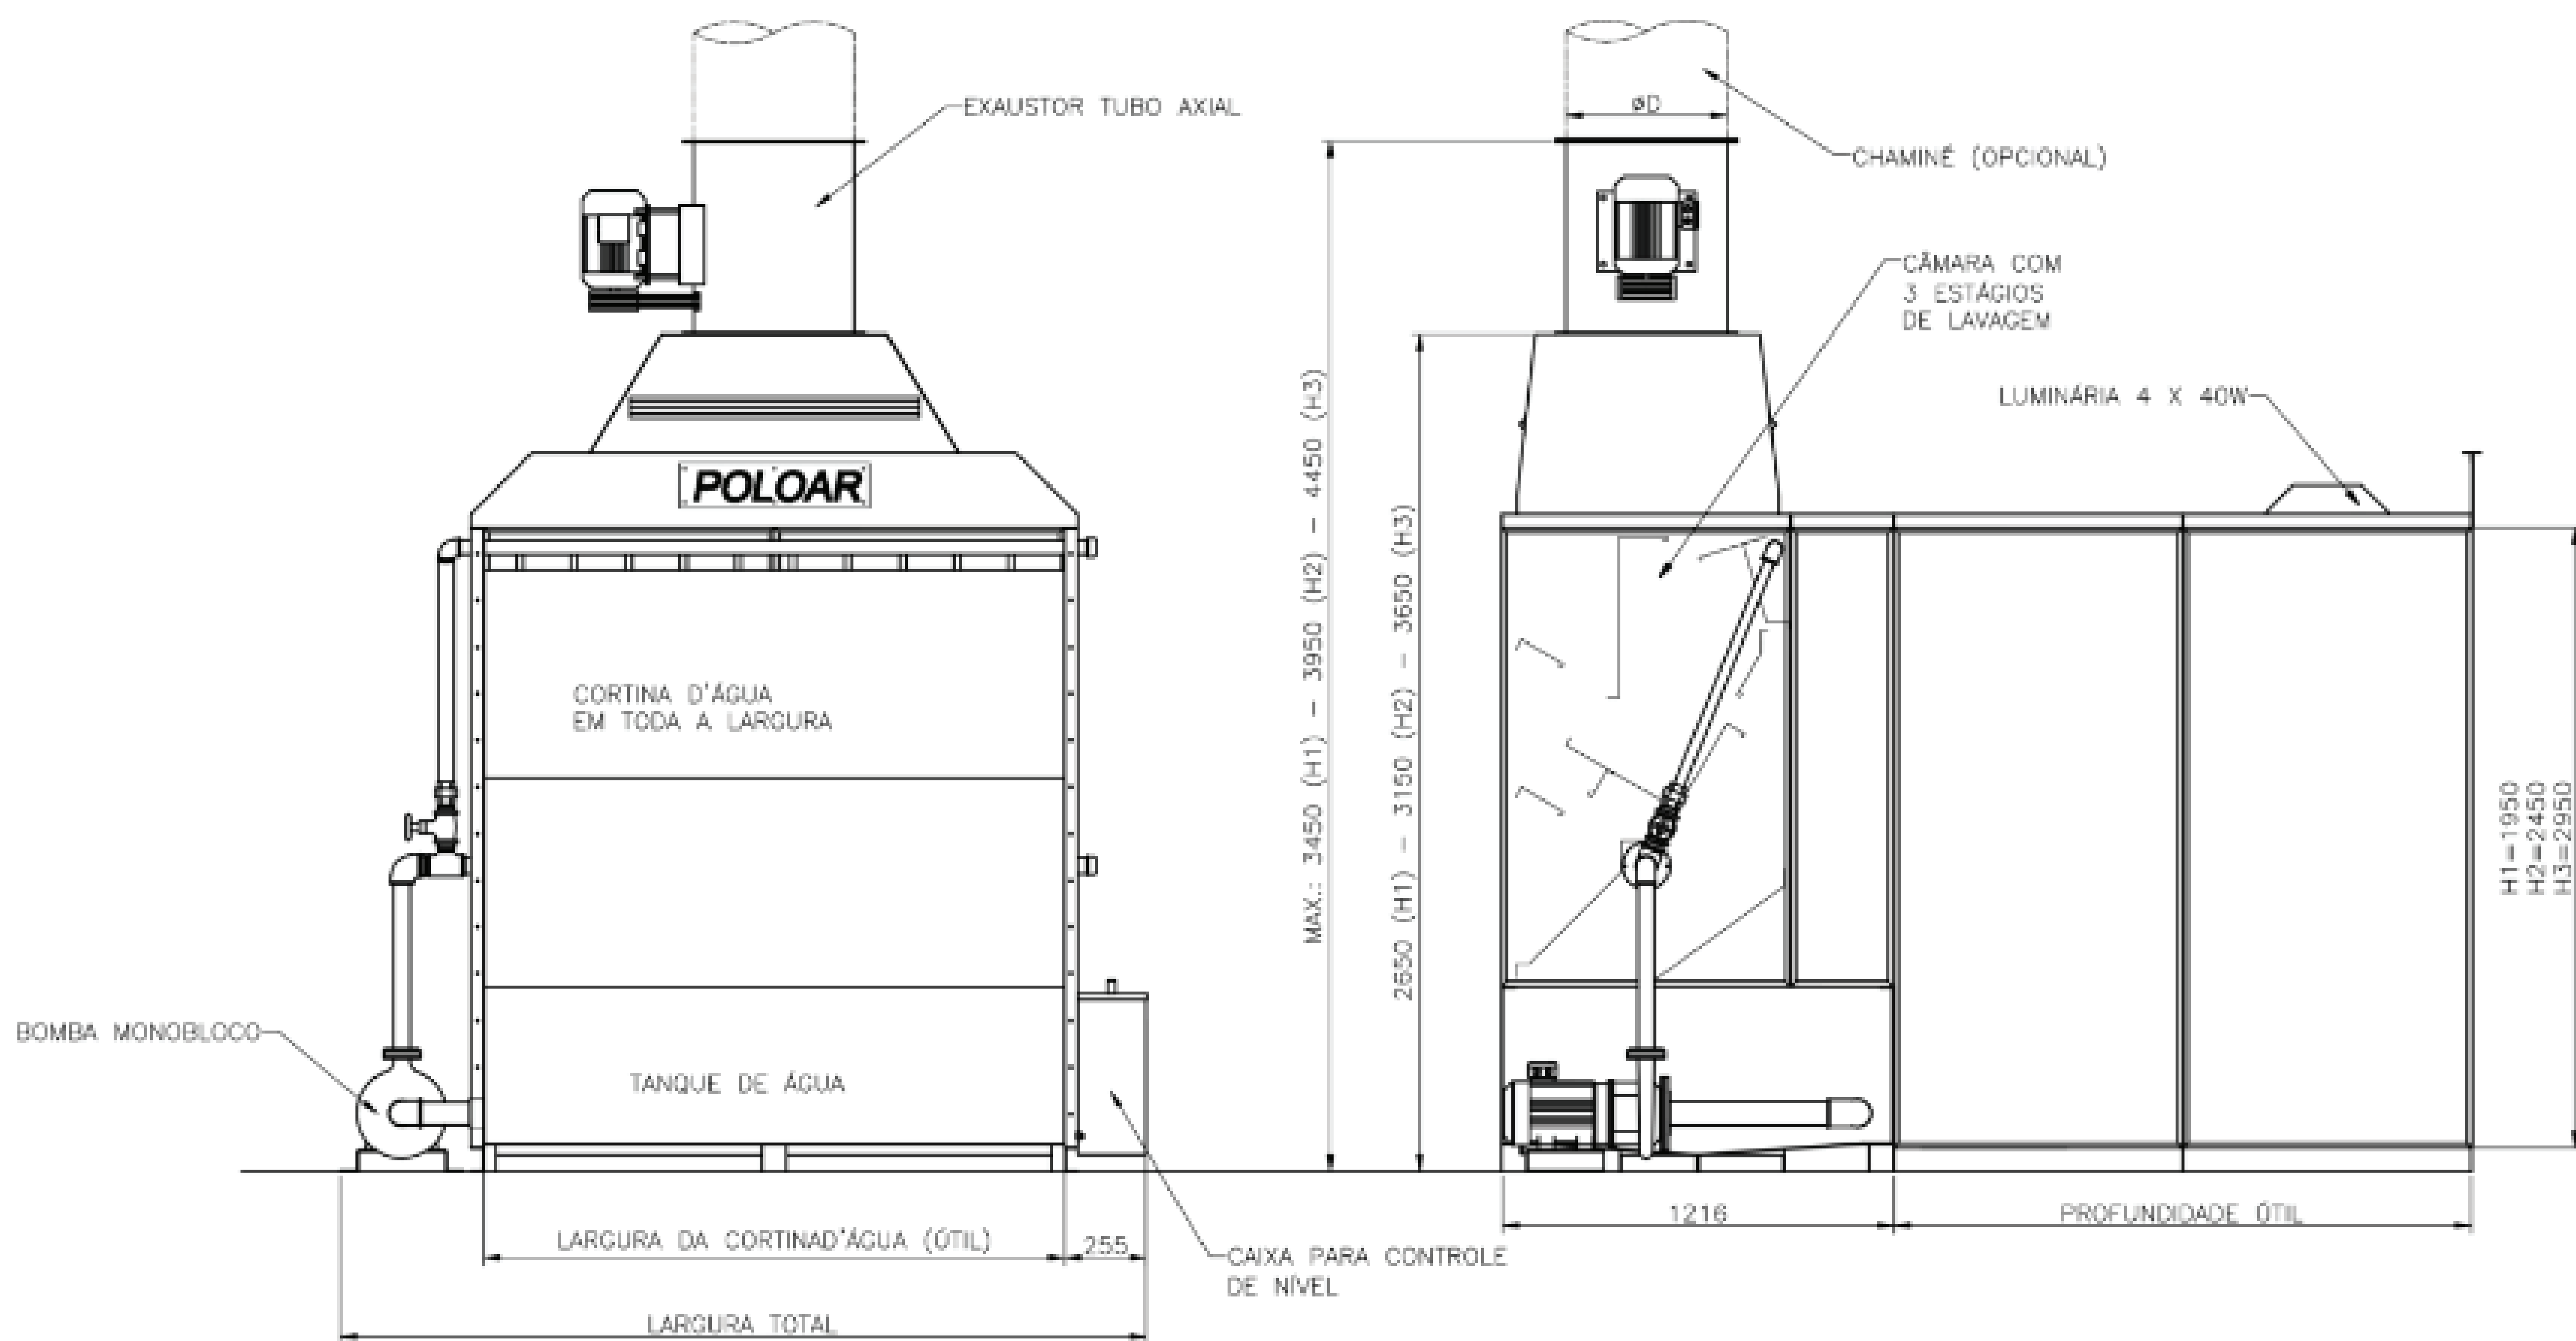 EXAUSTOR TUBO AXIAL
POLOAR
CORTINA D'ÁGUA
EM TODA A LARGURA
TANQUE DE ÁGUA
BOMBA MONOBLOCO
LARGURA DA CORTINAD'ÁGUA (ÚTIL)
255
LARGURA TOTAL
CAIXA PARA CONTROLE
DE NÍVEL
MAX.: 3450 (H1) - 3950 (H2) - 4450 (H3)
2650 (H1) - 3150 (H2) - 3650 (H3)
øD
CHAMINÉ (OPCIONAL)
CÂMARA COM
3 ESTÁGIOS
DE LAVAGEM
LUMINÁRIA 4 X 40W
H1=1950
H2=2450
H3=2950
1216
PROFUNDIDADE ÚTIL